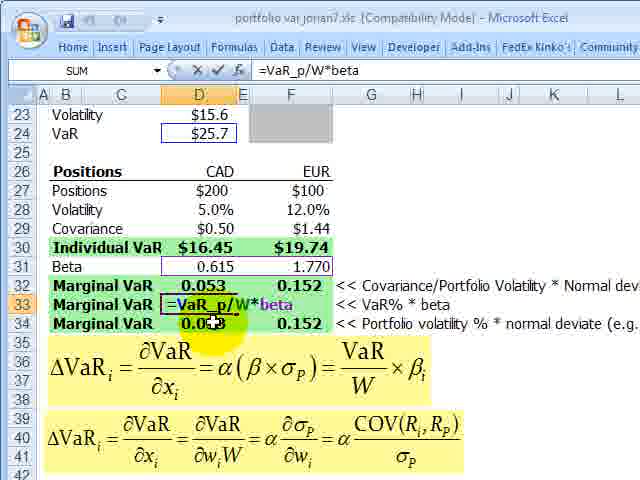 portfolio var jorian7.xls [Compatibility Mode] - Microsoft Excel
Home Insert Page Layout Formulas Data Review View Developer Add-Ins FedEx Kinko's Community
SUM =VaR_p/W*beta
A B C D E F G H I J K L
23 Volatility $15.6
24 VaR $25.7
25
26 Positions CAD EUR
27 Positions $200 $100
28 Volatility 5.0% 12.0%
29 Covariance $0.50 $1.44
30 Individual VaR $16.45 $19.74
31 Beta 0.615 1.770
32 Marginal VaR 0.053 0.152 << Covariance/Portfolio Volatility * Normal devi
33 Marginal VaR =VaR_p/W*beta << VaR% * beta
34 Marginal VaR 0.053 0.152 << Portfolio volatility % * normal deviate (e.g.
35
36
37
38
ΔVaR_i = ∂VaR/∂x_i = α(β × σ_P) = VaR/W × β_i
39
40
41
42
ΔVaR_i = ∂VaR/∂x_i = ∂VaR/∂w_iW = α ∂σ_P/∂w_i = α COV(R_i, R_P)/σ_P